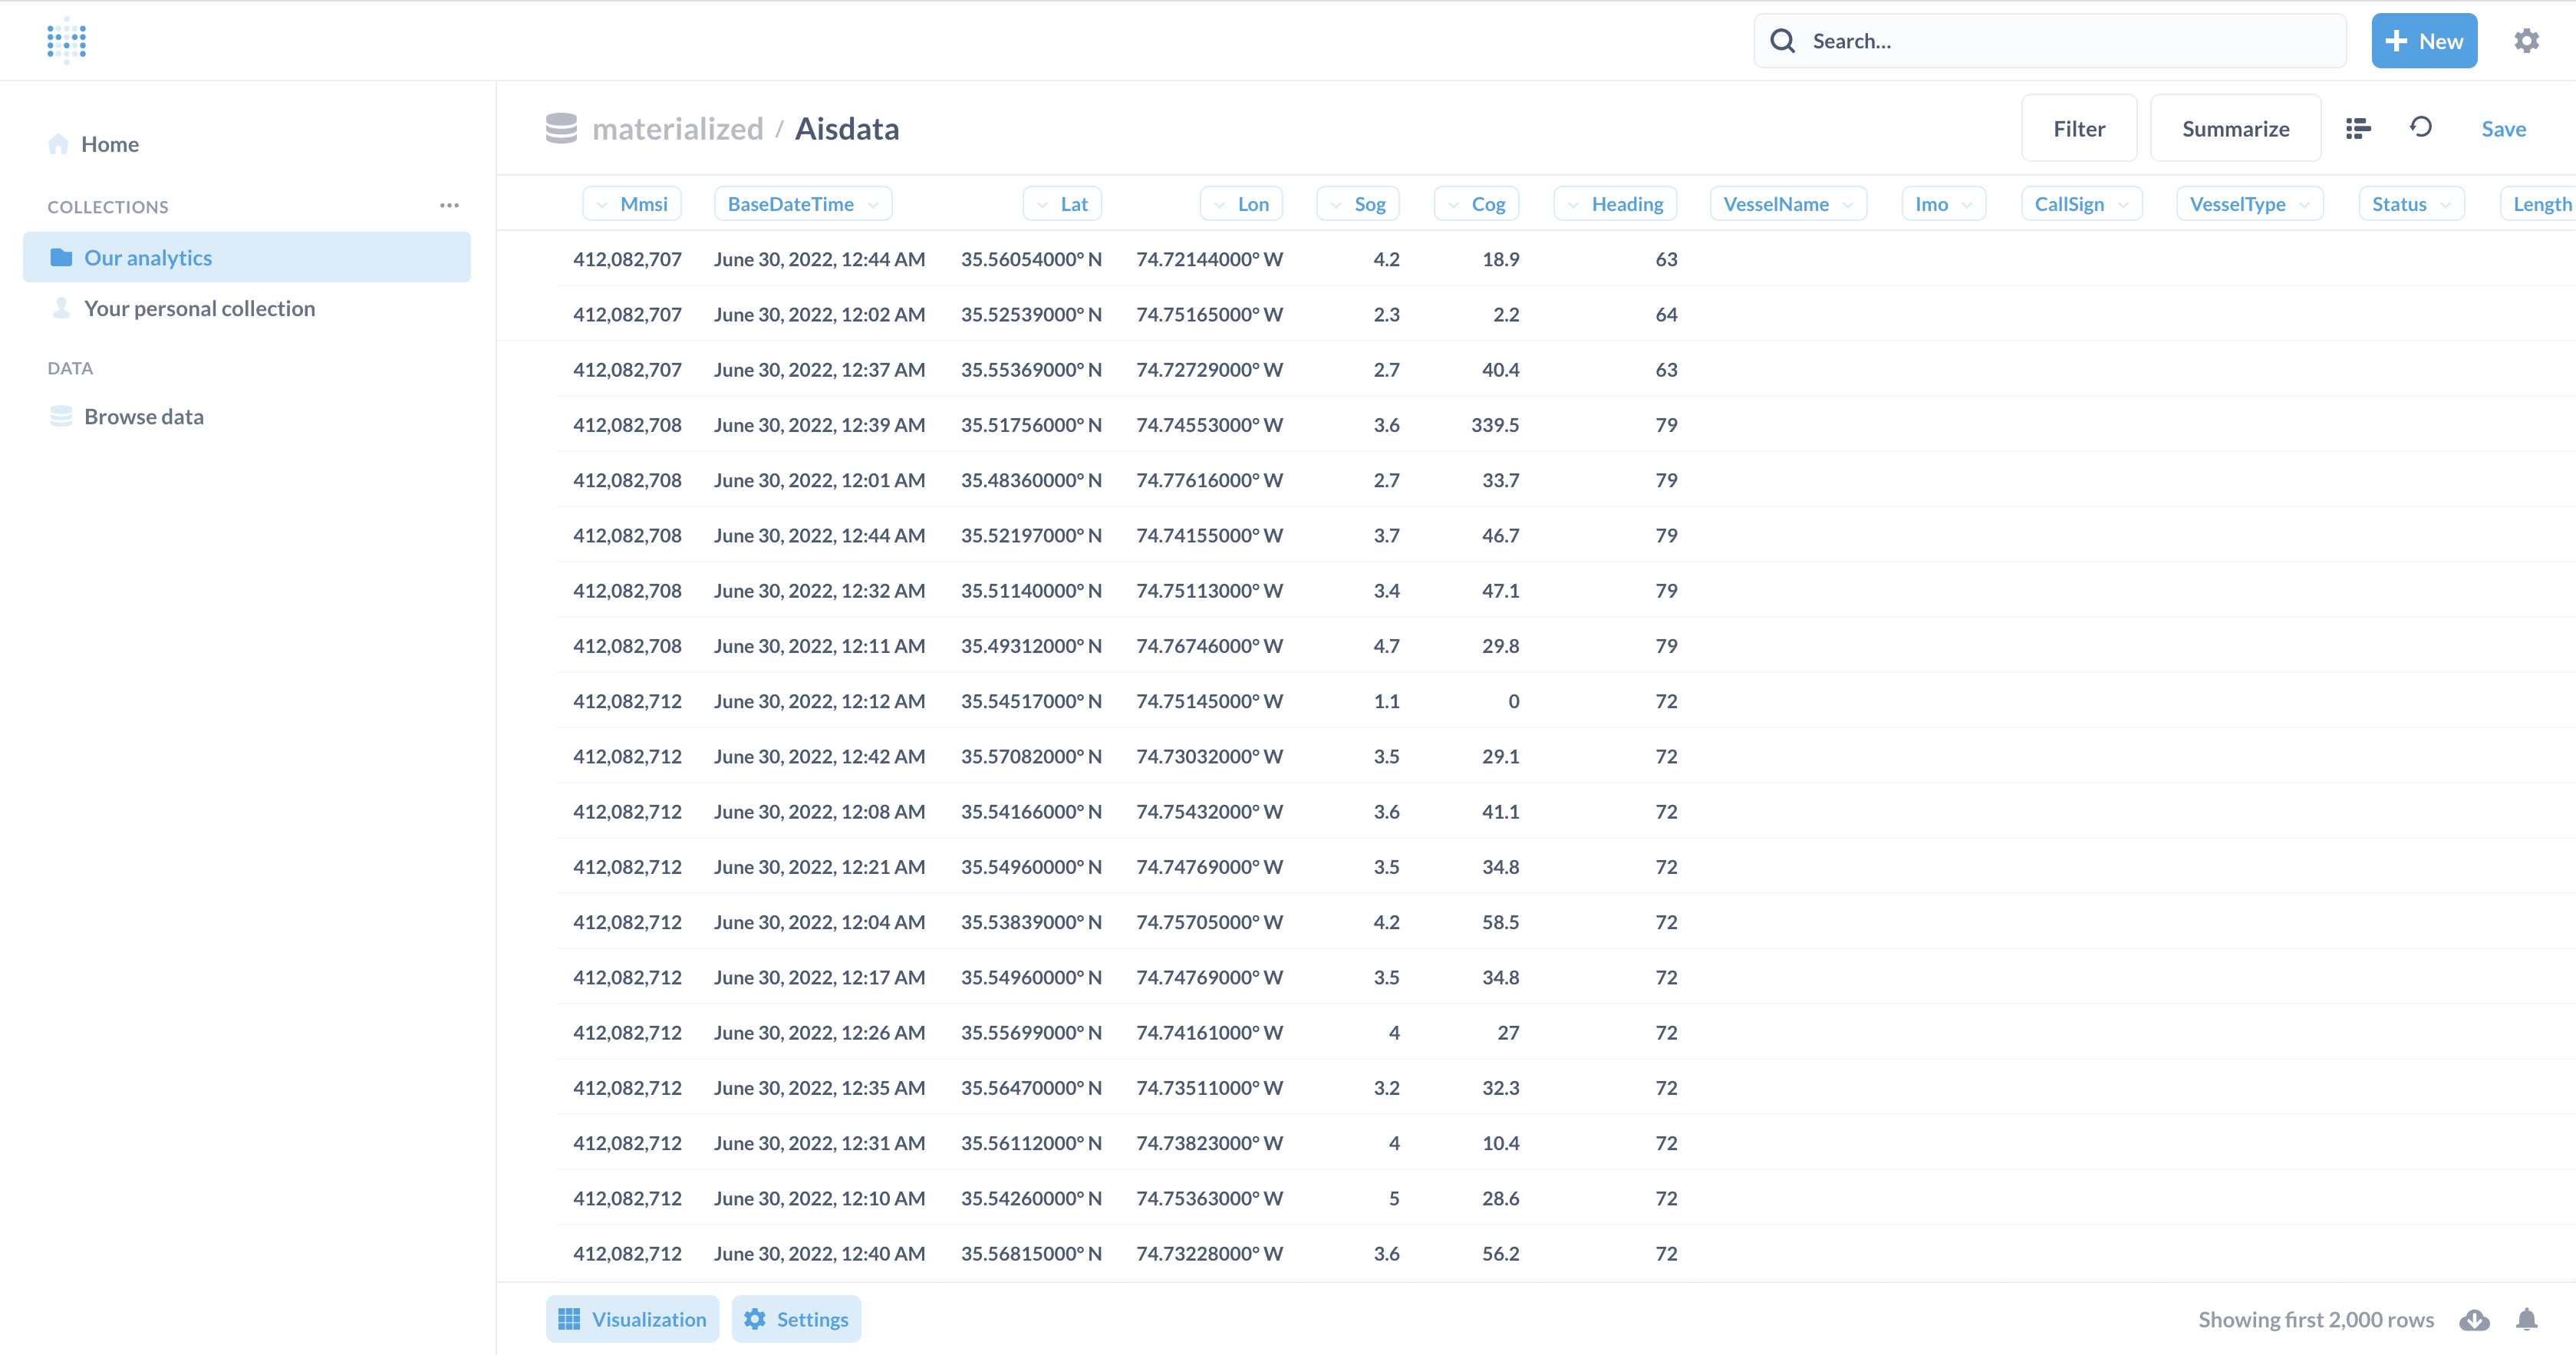 Search...
New
Home
COLLECTIONS
Our analytics
Your personal collection
DATA
Browse data
materialized / Aisdata
Filter Summarize Save
Mmsi BaseDateTime Lat Lon Sog Cog Heading VesselName Imo CallSign VesselType Status Length
412,082,707 June 30, 2022, 12:44 AM 35.56054000° N 74.72144000° W 4.2 18.9 63
412,082,707 June 30, 2022, 12:02 AM 35.52539000° N 74.75165000° W 2.3 2.2 64
412,082,707 June 30, 2022, 12:37 AM 35.55369000° N 74.72729000° W 2.7 40.4 63
412,082,708 June 30, 2022, 12:39 AM 35.51756000° N 74.74553000° W 3.6 339.5 79
412,082,708 June 30, 2022, 12:01 AM 35.48360000° N 74.77616000° W 2.7 33.7 79
412,082,708 June 30, 2022, 12:44 AM 35.52197000° N 74.74155000° W 3.7 46.7 79
412,082,708 June 30, 2022, 12:32 AM 35.51140000° N 74.75113000° W 3.4 47.1 79
412,082,708 June 30, 2022, 12:11 AM 35.49312000° N 74.76746000° W 4.7 29.8 79
412,082,712 June 30, 2022, 12:12 AM 35.54517000° N 74.75145000° W 1.1 0 72
412,082,712 June 30, 2022, 12:42 AM 35.57082000° N 74.73032000° W 3.5 29.1 72
412,082,712 June 30, 2022, 12:08 AM 35.54166000° N 74.75432000° W 3.6 41.1 72
412,082,712 June 30, 2022, 12:21 AM 35.54960000° N 74.74769000° W 3.5 34.8 72
412,082,712 June 30, 2022, 12:04 AM 35.53839000° N 74.75705000° W 4.2 58.5 72
412,082,712 June 30, 2022, 12:17 AM 35.54960000° N 74.74769000° W 3.5 34.8 72
412,082,712 June 30, 2022, 12:26 AM 35.55699000° N 74.74161000° W 4 27 72
412,082,712 June 30, 2022, 12:35 AM 35.56470000° N 74.73511000° W 3.2 32.3 72
412,082,712 June 30, 2022, 12:31 AM 35.56112000° N 74.73823000° W 4 10.4 72
412,082,712 June 30, 2022, 12:10 AM 35.54260000° N 74.75363000° W 5 28.6 72
412,082,712 June 30, 2022, 12:40 AM 35.56815000° N 74.73228000° W 3.6 56.2 72
Visualization Settings Showing first 2,000 rows